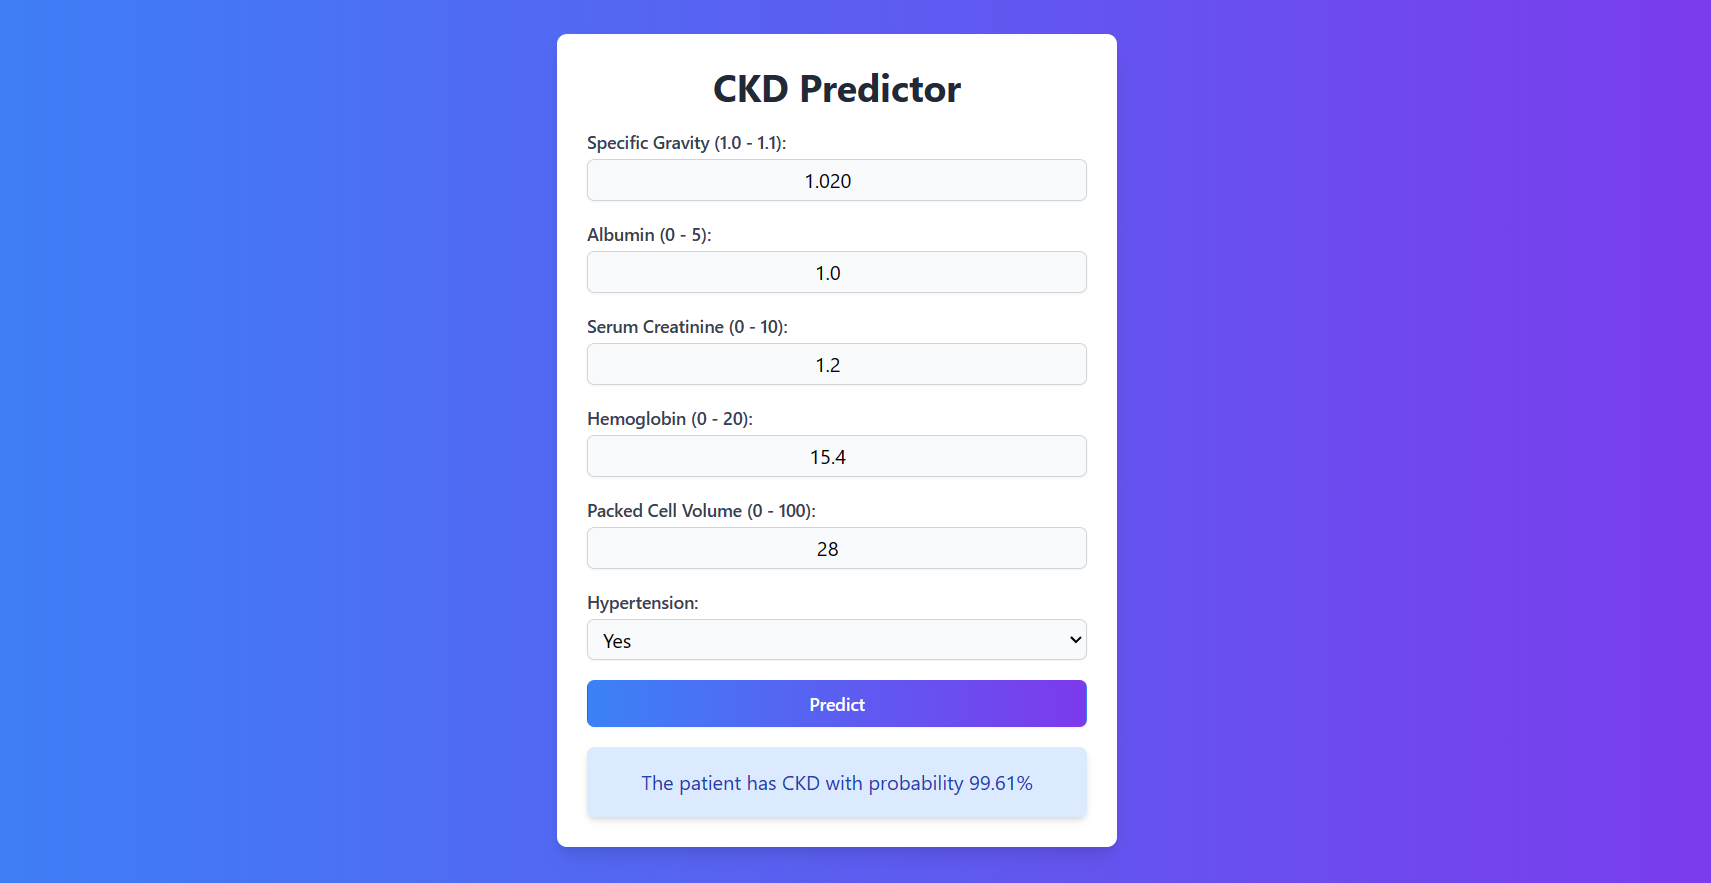 CKD Predictor
Specific Gravity (1.0 - 1.1):
1.020
Albumin (0 - 5):
1.0
Serum Creatinine (0 - 10):
1.2
Hemoglobin (0 - 20):
15.4
Packed Cell Volume (0 - 100):
28
Hypertension:
Yes
Predict
The patient has CKD with probability 99.61%